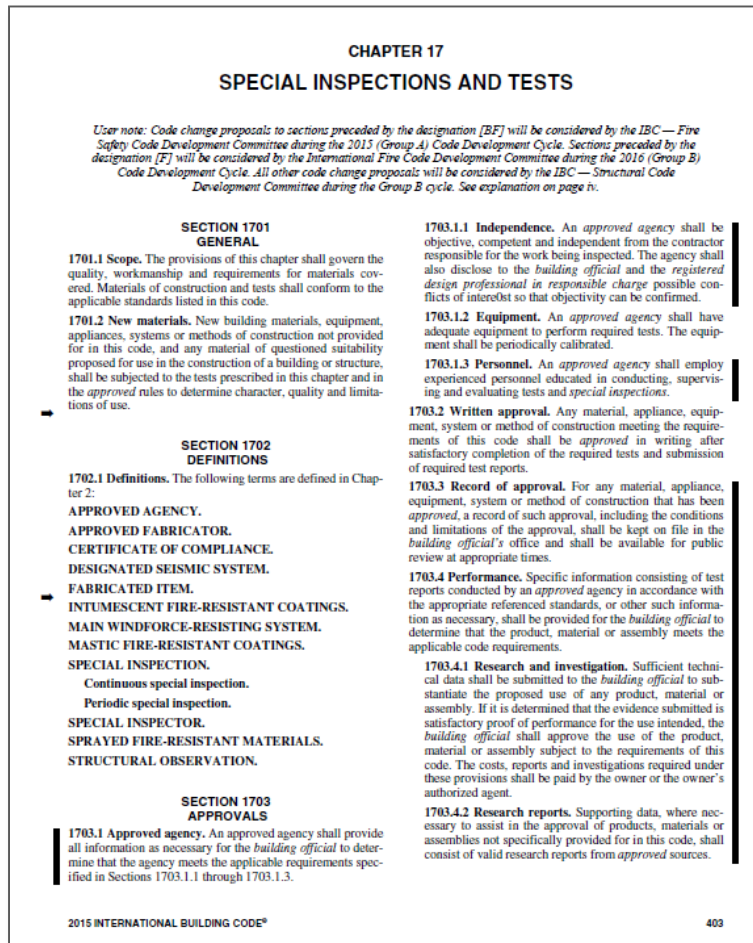 CHAPTER 17
SPECIAL INSPECTIONS AND TESTS
User note: Code change proposals to sections preceded by the designation [BF] will be considered by the IBC — Fire
Safety Code Development Committee during the 2015 (Group A) Code Development Cycle. Sections preceded by the
designation [F] will be considered by the International Fire Code Development Committee during the 2016 (Group B)
Code Development Cycle. All other code change proposals will be considered by the IBC — Structural Code
Development Committee during the Group B cycle. See explanation on page iv.
SECTION 1701
GENERAL
1701.1 Scope. The provisions of this chapter shall govern the
quality, workmanship and requirements for materials cov-
ered. Materials of construction and tests shall conform to the
applicable standards listed in this code.
1701.2 New materials. New building materials, equipment,
appliances, systems or methods of construction not provided
for in this code, and any material of questioned suitability
proposed for use in the construction of a building or structure,
shall be subjected to the tests prescribed in this chapter and in
the approved rules to determine character, quality and limita-
tions of use.
SECTION 1702
DEFINITIONS
1702.1 Definitions. The following terms are defined in Chap-
ter 2:
APPROVED AGENCY.
APPROVED FABRICATOR.
CERTIFICATE OF COMPLIANCE.
DESIGNATED SEISMIC SYSTEM.
FABRICATED ITEM.
INTUMESCENT FIRE-RESISTANT COATINGS.
MAIN WINDFORCE-RESISTING SYSTEM.
MASTIC FIRE-RESISTANT COATINGS.
SPECIAL INSPECTION.
Continuous special inspection.
Periodic special inspection.
SPECIAL INSPECTOR.
SPRAYED FIRE-RESISTANT MATERIALS.
STRUCTURAL OBSERVATION.
SECTION 1703
APPROVALS
1703.1 Approved agency. An approved agency shall provide
all information as necessary for the building official to deter-
mine that the agency meets the applicable requirements spec-
ified in Sections 1703.1.1 through 1703.1.3.
1703.1.1 Independence. An approved agency shall be
objective, competent and independent from the contractor
responsible for the work being inspected. The agency shall
also disclose to the building official and the registered
design professional in responsible charge possible con-
flicts of intere0st so that objectivity can be confirmed.
1703.1.2 Equipment. An approved agency shall have
adequate equipment to perform required tests. The equip-
ment shall be periodically calibrated.
1703.1.3 Personnel. An approved agency shall employ
experienced personnel educated in conducting, supervis-
ing and evaluating tests and special inspections.
1703.2 Written approval. Any material, appliance, equip-
ment, system or method of construction meeting the require-
ments of this code shall be approved in writing after
satisfactory completion of the required tests and submission
of required test reports.
1703.3 Record of approval. For any material, appliance,
equipment, system or method of construction that has been
approved, a record of such approval, including the conditions
and limitations of the approval, shall be kept on file in the
building official's office and shall be available for public
review at appropriate times.
1703.4 Performance. Specific information consisting of test
reports conducted by an approved agency in accordance with
the appropriate referenced standards, or other such informa-
tion as necessary, shall be provided for the building official to
determine that the product, material or assembly meets the
applicable code requirements.
1703.4.1 Research and investigation. Sufficient techni-
cal data shall be submitted to the building official to sub-
stantiate the proposed use of any product, material or
assembly. If it is determined that the evidence submitted is
satisfactory proof of performance for the use intended, the
building official shall approve the use of the product,
material or assembly subject to the requirements of this
code. The costs, reports and investigations required under
these provisions shall be paid by the owner or the owner's
authorized agent.
1703.4.2 Research reports. Supporting data, where nec-
essary to assist in the approval of products, materials or
assemblies not specifically provided for in this code, shall
consist of valid research reports from approved sources.
2015 INTERNATIONAL BUILDING CODE®
403